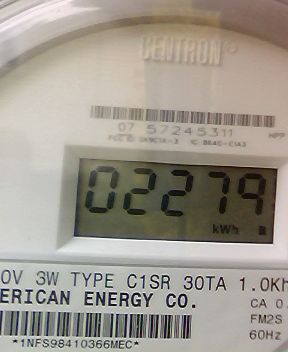 CENTRON®
07 57245311
HPP
02279
kWh
0V 3W TYPE C1SR 30TA 1.0Kh
ERICAN ENERGY CO.
CA 0.
FM2S
60Hz
*1NFS98410366MEC*